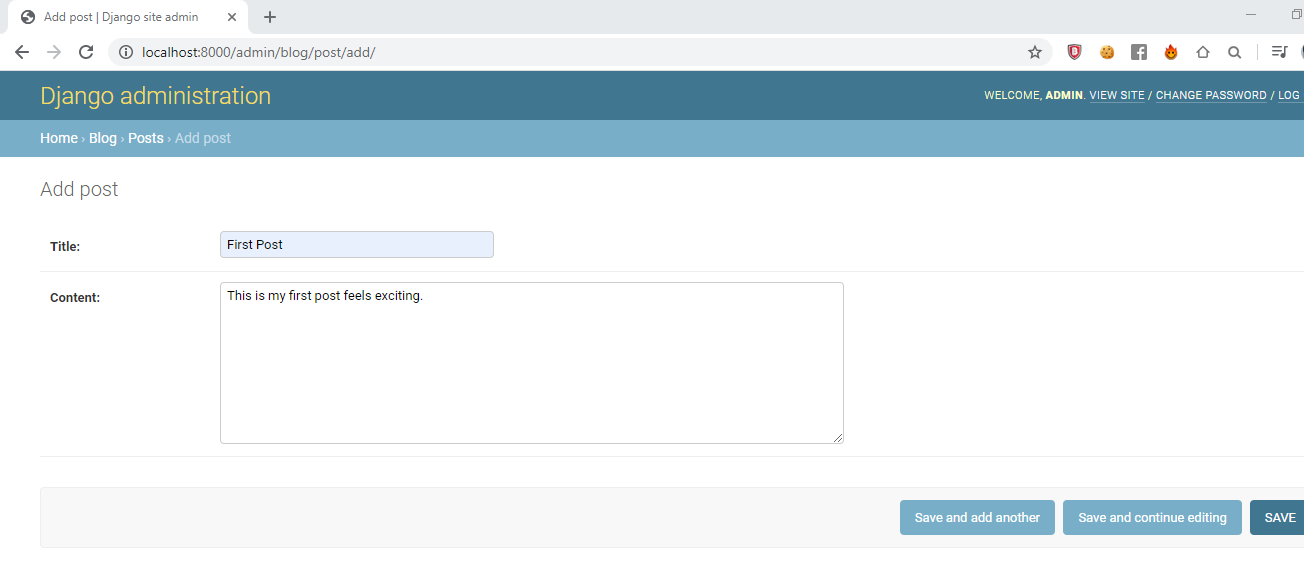 Add post | Django site admin
localhost:8000/admin/blog/post/add/
Django administration
WELCOME, ADMIN. VIEW SITE / CHANGE PASSWORD / LOG
Home › Blog › Posts › Add post
Add post
Title:
First Post
Content:
This is my first post feels exciting.
Save and add another
Save and continue editing
SAVE